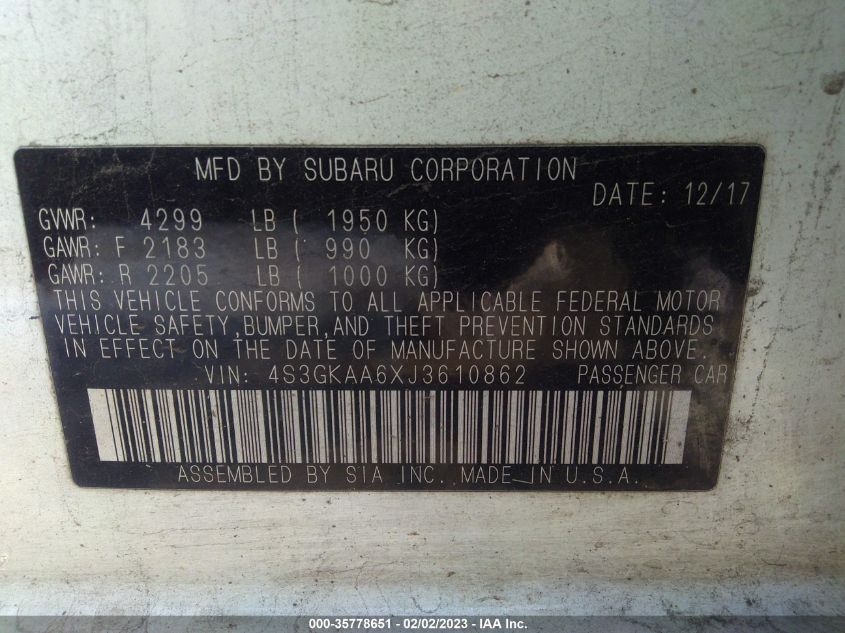 MFD BY SUBARU CORPORATION
DATE: 12/17
GVWR: 4299 LB ( 1950 KG)
GAWR: F 2183 LB ( 990 KG)
GAWR: R 2205 LB ( 1000 KG)
THIS VEHICLE CONFORMS TO ALL APPLICABLE FEDERAL MOTOR
VEHICLE SAFETY, BUMPER, AND THEFT PREVENTION STANDARDS
IN EFFECT ON THE DATE OF MANUFACTURE SHOWN ABOVE.
VIN: 4S3GKAA6XJ3610862 PASSENGER CAR
ASSEMBLED BY SIA INC. MADE IN U.S.A.
000-35778651 - 02/02/2023 - IAA Inc.